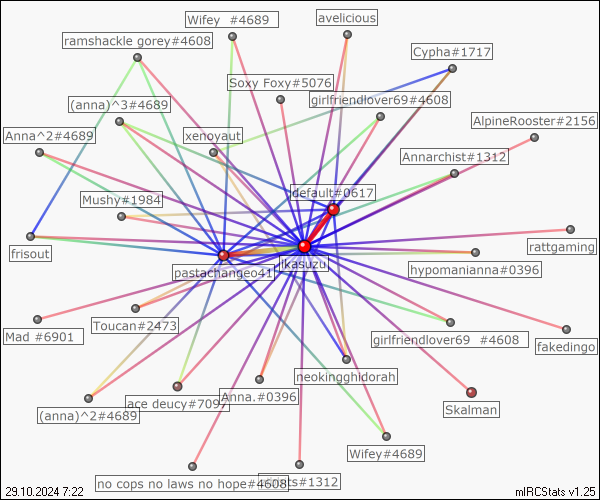 Wifey  #4689
avelicious
ramshackle gorey#4608
Cypha#1717
Soxy Foxy#5076
(anna)^3#4689
girlfriendlover69#4608
AlpineRooster#2156
Anna^2#4689
xenoyaut
Annarchist#1312
default#0617
Mushy#1984
frisout
rattgaming
ikasuzu
pastachangeo41
hypomanianna#0396
Toucan#2473
Mad #6901
girlfriendlover69  #4608
fakedingo
neokingghidorah
Anna.#0396
ace deucy#7097
Skalman
(anna)^2#4689
Wifey#4689
no cops no laws no hope#4608
#1312
29.10.2024 7:22
mIRCStats v1.25